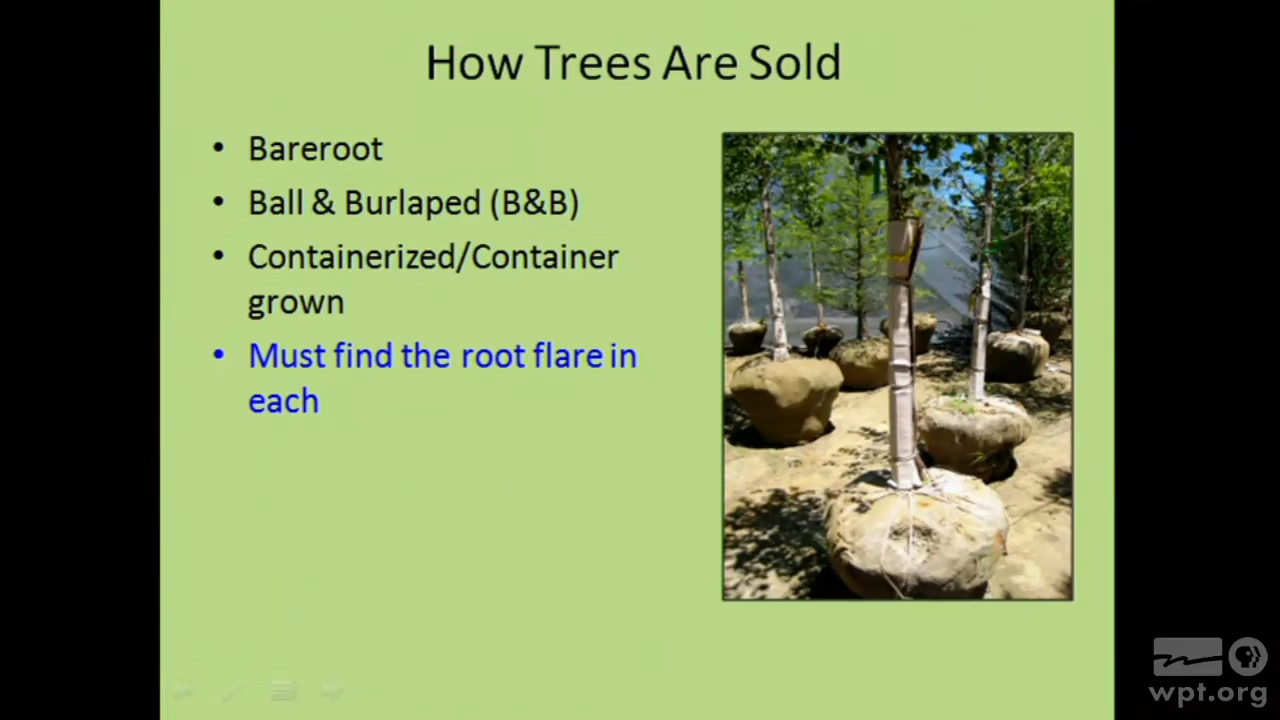 How Trees Are Sold
• Bareroot
• Ball & Burlaped (B&B)
• Containerized/Container
grown
• Must find the root flare in
each
wpt.org